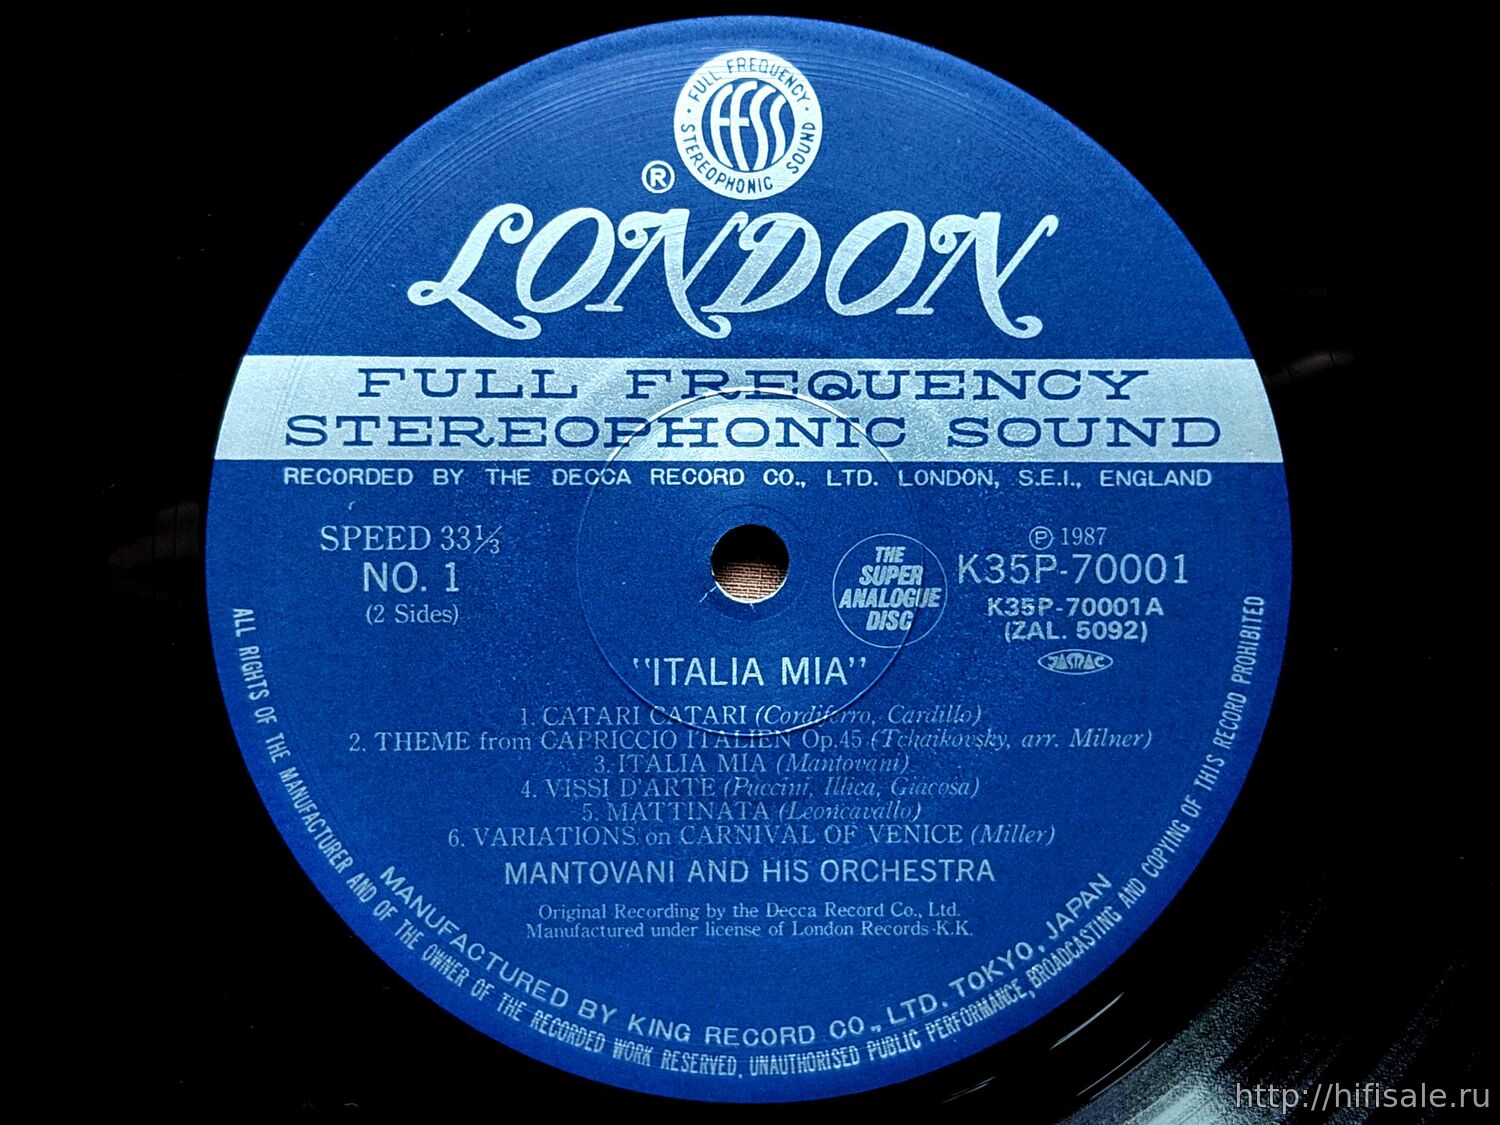 FULL FREQUENCY
STEREOPHONIC SOUND
FFSS
®
LONDON
FULL FREQUENCY
STEREOPHONIC SOUND
RECORDED BY THE DECCA RECORD CO., LTD. LONDON, S.E.I., ENGLAND
SPEED 33⅓
NO. 1
(2 Sides)
THE
SUPER
ANALOGUE
DISC
℗ 1987
K35P-70001
K35P-70001A
(ZAL. 5092)
JASRAC
"ITALIA MIA"
1. CATARI CATARI (Cordiferro, Cardillo)
2. THEME from CAPRICCIO ITALIEN Op.45 (Tchaikovsky, arr. Milner)
3. ITALIA MIA (Mantovani)
4. VISSI D'ARTE (Puccini, Illica, Giacosa)
5. MATTINATA (Leoncavallo)
6. VARIATIONS on CARNIVAL OF VENICE (Miller)
MANTOVANI AND HIS ORCHESTRA
Original Recording by the Decca Record Co., Ltd.
Manufactured under license of London Records K.K.
MANUFACTURED BY KING RECORD CO., LTD. TOKYO, JAPAN
ALL RIGHTS OF THE MANUFACTURER AND OF THE OWNER OF THE RECORDED WORK RESERVED. UNAUTHORISED PUBLIC PERFORMANCE, BROADCASTING AND COPYING OF THIS RECORD PROHIBITED
http://hifisale.ru